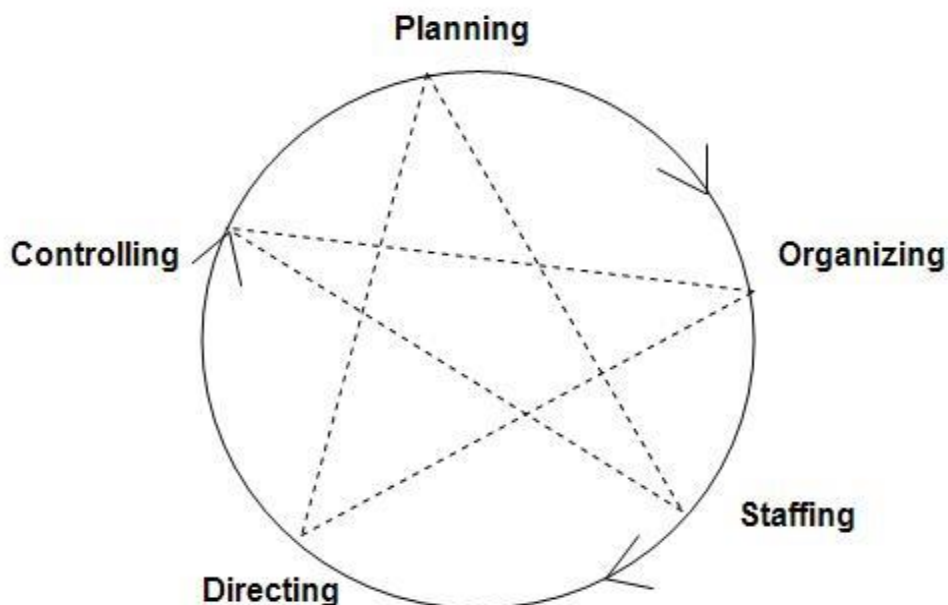 Planning
Organizing
Staffing
Directing
Controlling